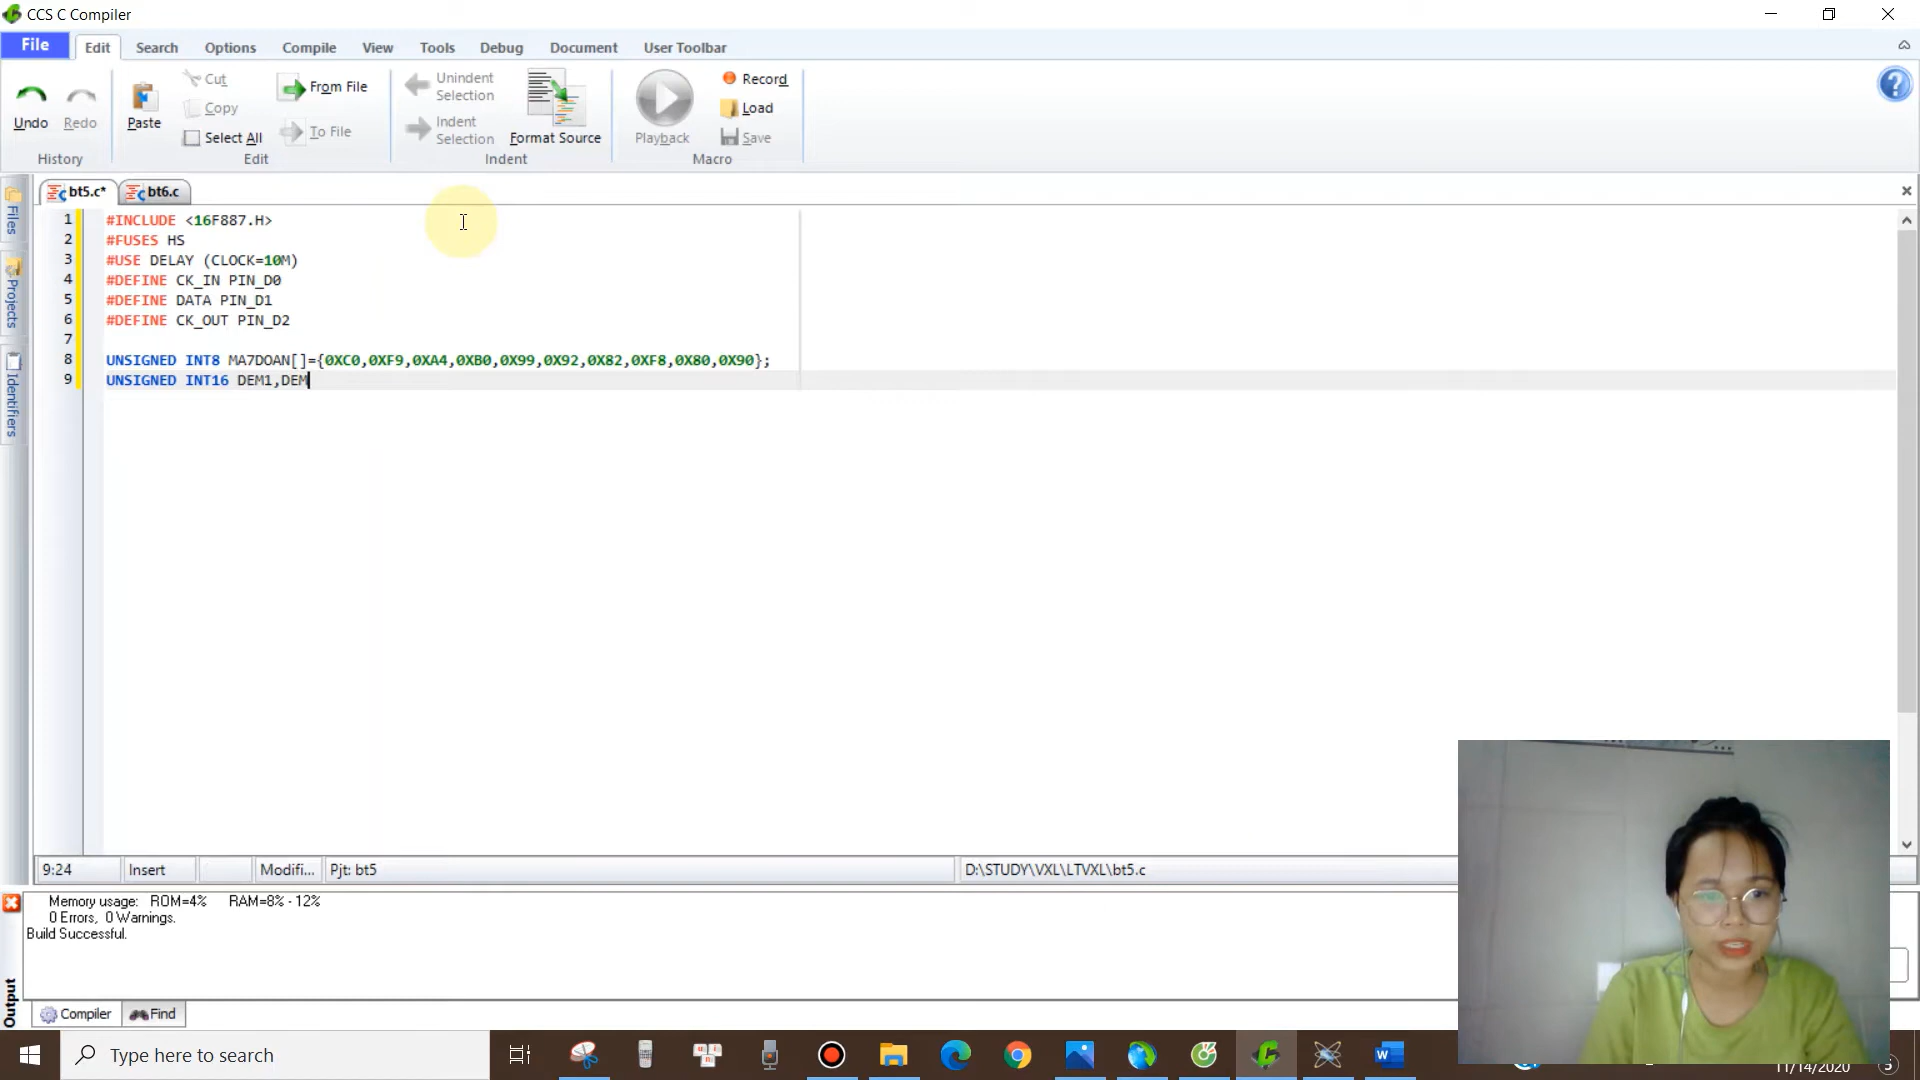 CCS C Compiler
File Edit Search Options Compile View Tools Debug Document User Toolbar
Undo Redo Paste Cut Copy Select All From File To File Unindent Selection Indent Selection Format Source Playback Record Load Save
History Edit Indent Macro
Files
Projects
Identifiers
bt5.c* bt6.c
1 #INCLUDE <16F887.H>
2 #FUSES HS
3 #USE DELAY (CLOCK=10M)
4 #DEFINE CK_IN PIN_D0
5 #DEFINE DATA PIN_D1
6 #DEFINE CK_OUT PIN_D2
7
8 UNSIGNED INT8 MA7DOAN[]={0XC0,0XF9,0XA4,0XB0,0X99,0X92,0X82,0XF8,0X80,0X90};
9 UNSIGNED INT16 DEM1,DEM
9:24 Insert Modifi... Pjt: bt5 D:\STUDY\VXL\LTVXL\bt5.c
Output
Memory usage: ROM=4% RAM=8% - 12%
0 Errors, 0 Warnings.
Build Successful.
Compiler Find
Type here to search
11/14/2020
5